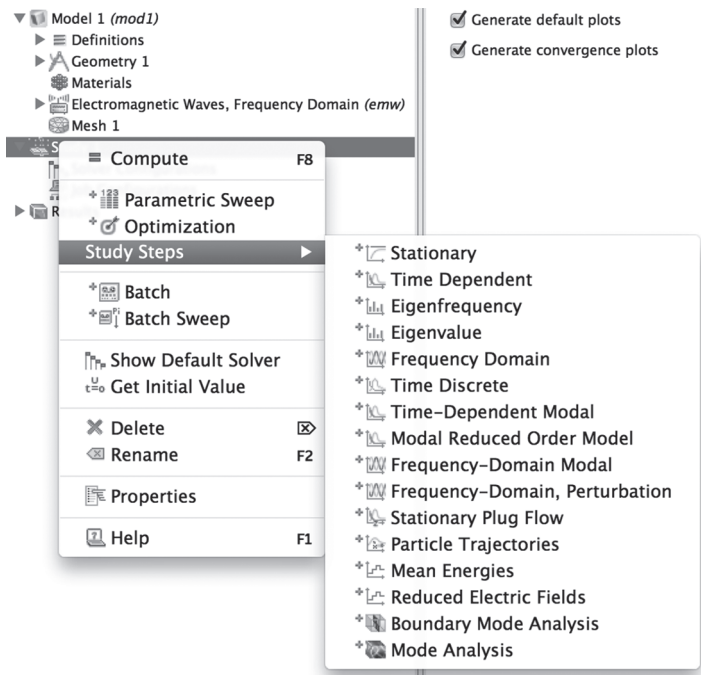 Model 1 (mod1)
Definitions
Geometry 1
Materials
Electromagnetic Waves, Frequency Domain (emw)
Mesh 1
Generate default plots
Generate convergence plots
Compute F8
Parametric Sweep
Optimization
Study Steps
Batch
Batch Sweep
Show Default Solver
Get Initial Value
Delete
Rename F2
Properties
Help F1
Stationary
Time Dependent
Eigenfrequency
Eigenvalue
Frequency Domain
Time Discrete
Time-Dependent Modal
Modal Reduced Order Model
Frequency-Domain Modal
Frequency-Domain, Perturbation
Stationary Plug Flow
Particle Trajectories
Mean Energies
Reduced Electric Fields
Boundary Mode Analysis
Mode Analysis